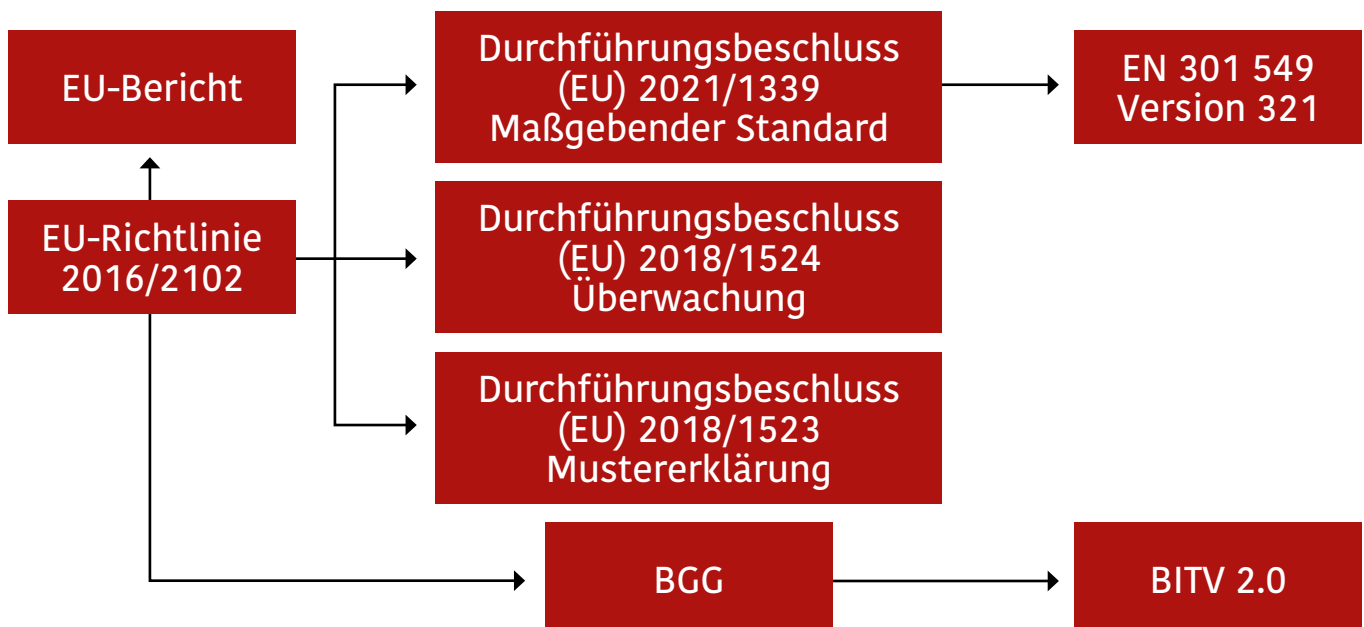 EU-Bericht
EU-Richtlinie
2016/2102
Durchführungsbeschluss
(EU) 2021/1339
Maßgebender Standard
EN 301 549
Version 321
Durchführungsbeschluss
(EU) 2018/1524
Überwachung
Durchführungsbeschluss
(EU) 2018/1523
Mustererklärung
BGG
BITV 2.0